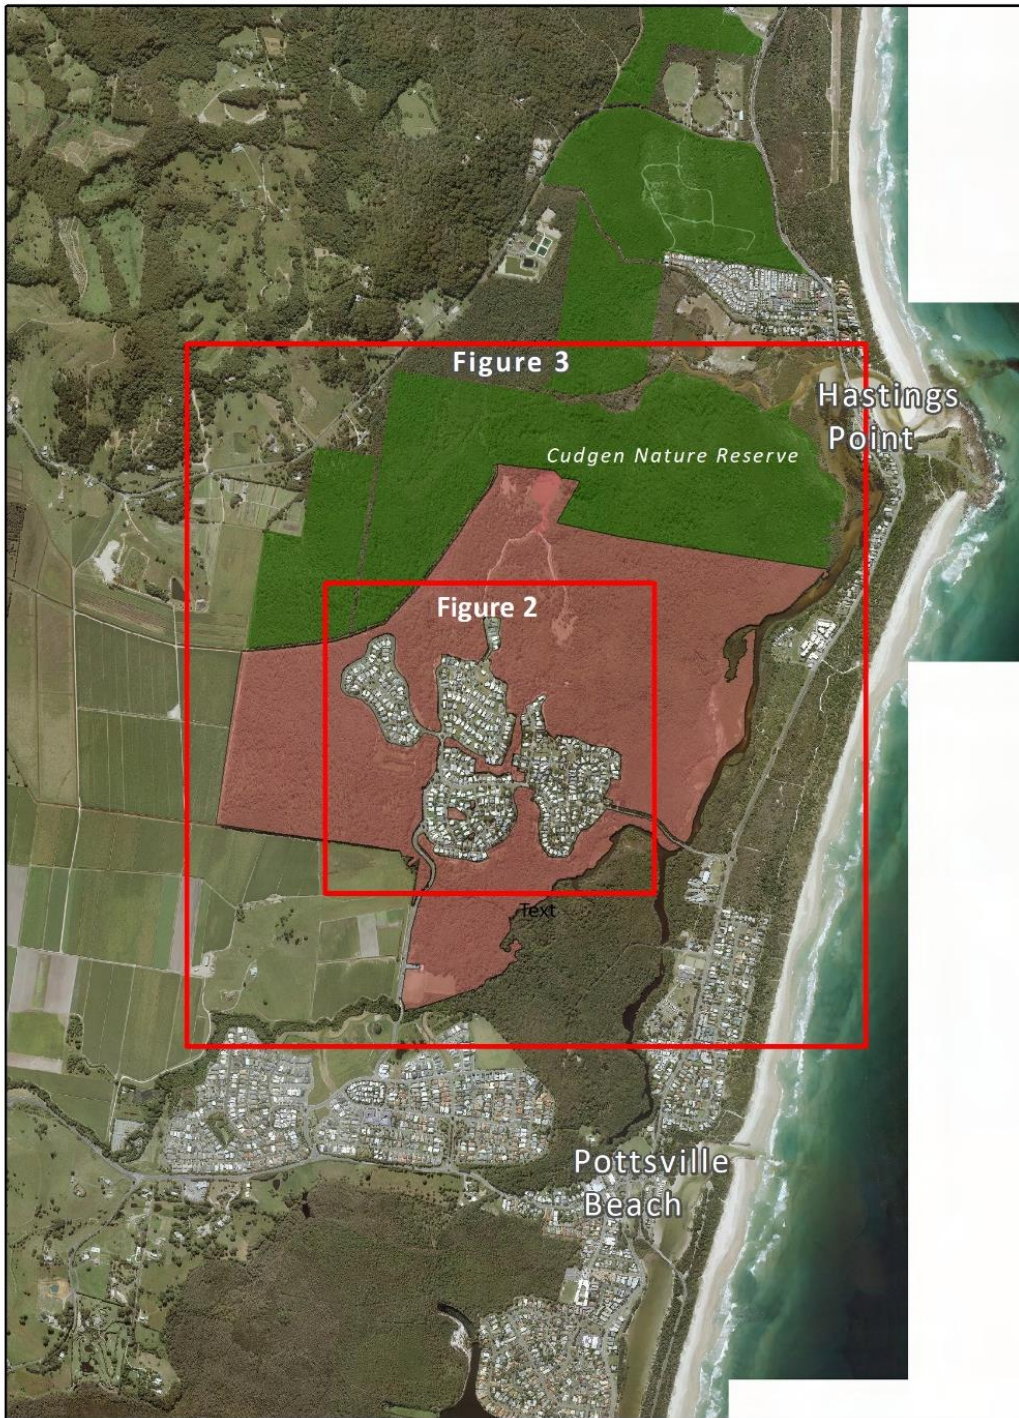 Figure 3
Hastings
Point
Cudgen Nature Reserve
Figure 2
Text
Pottsville
Beach